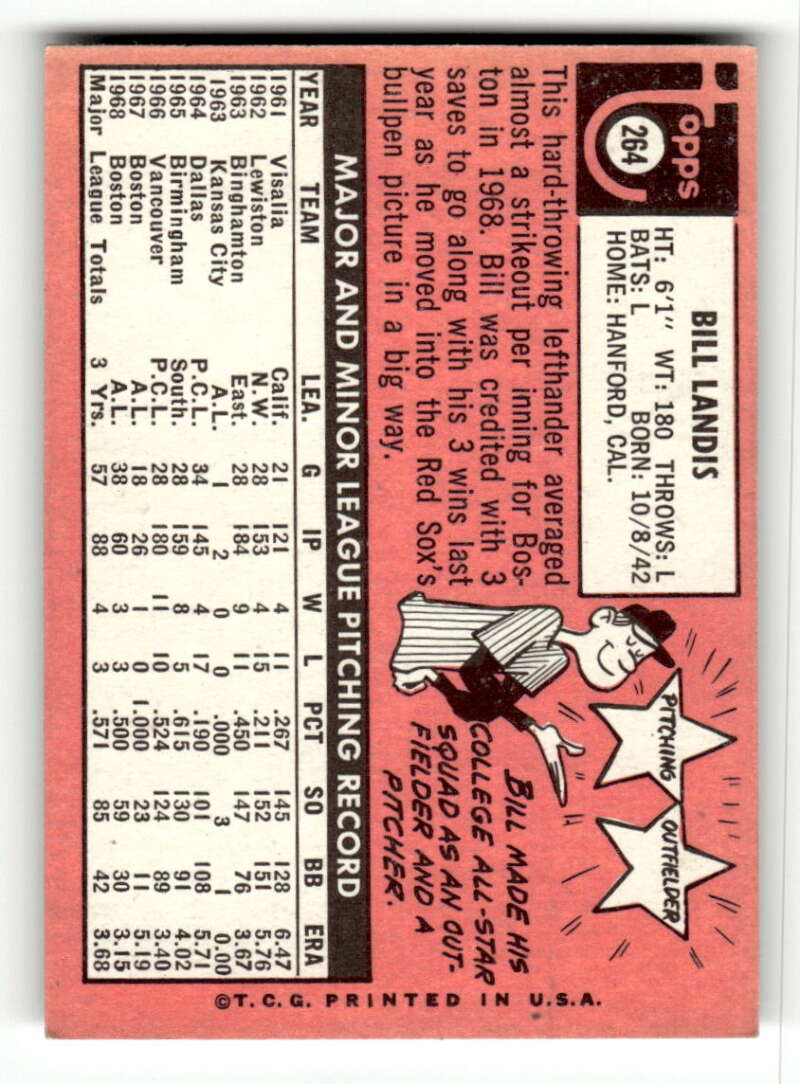 topps
264
BILL LANDIS
HT: 6'1" WT: 180 THROWS: L
BATS: L BORN: 10/8/42
HOME: HANFORD, CAL.
This hard-throwing lefthander averaged
almost a strikeout per inning for Bos-
ton in 1968. Bill was credited with 3
saves to go along with his 3 wins last
year as he moved into the Red Sox's
bullpen picture in a big way.
PITCHING
OUTFIELDER
BILL MADE HIS
COLLEGE ALL-STAR
SQUAD AS AN OUT-
FIELDER AND A
PITCHER.
MAJOR AND MINOR LEAGUE PITCHING RECORD
YEAR TEAM LEA. G IP W L PCT SO BB ERA
1961 Visalia Calif. 21 121 4 11 .267 145 128 6.47
1962 Lewiston N.W. 28 153 4 15 .211 152 151 5.76
1963 Binghamton East. 28 184 9 11 .450 147 76 3.67
1963 Kansas City A.L. 1 2 0 0 .000 3 1 0.00
1964 Dallas P.C.L. 34 145 4 17 .190 101 108 5.71
1965 Birmingham South. 28 159 8 5 .615 130 91 4.02
1966 Vancouver P.C.L. 28 180 11 10 .524 124 89 3.40
1967 Boston A.L. 18 26 1 0 1.000 23 11 5.19
1968 Boston A.L. 38 60 3 3 .500 59 30 3.15
Major League Totals 3 Yrs. 57 88 4 3 .571 85 42 3.68
©T.C.G. PRINTED IN U.S.A.